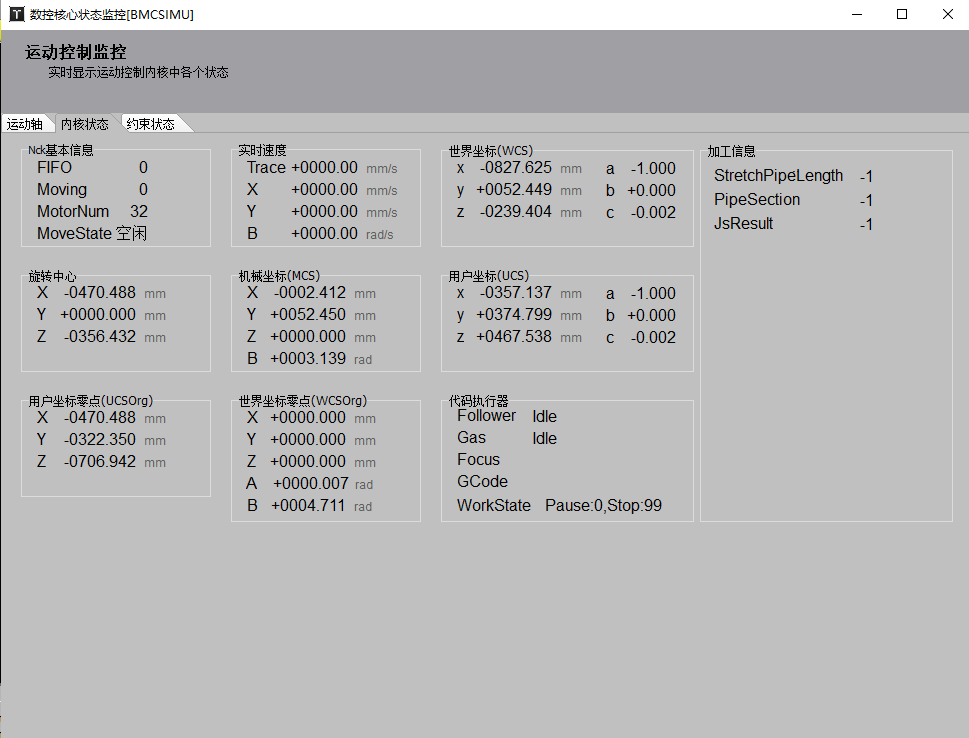 数控核心状态监控[BMCSIMU]
运动控制监控
实时显示运动控制内核中各个状态
运动轴 内核状态 约束状态
Nck基本信息
FIFO 0
Moving 0
MotorNum 32
MoveState 空闲
实时速度
Trace +0000.00 mm/s
X +0000.00 mm/s
Y +0000.00 mm/s
B +0000.00 rad/s
世界坐标(WCS)
x -0827.625 mm a -1.000
y +0052.449 mm b +0.000
z -0239.404 mm c -0.002
加工信息
StretchPipeLength -1
PipeSection -1
JsResult -1
旋转中心
X -0470.488 mm
Y +0000.000 mm
Z -0356.432 mm
机械坐标(MCS)
X -0002.412 mm
Y +0052.450 mm
Z +0000.000 mm
B +0003.139 rad
用户坐标(UCS)
x -0357.137 mm a -1.000
y +0374.799 mm b +0.000
z +0467.538 mm c -0.002
用户坐标零点(UCSOrg)
X -0470.488 mm
Y -0322.350 mm
Z -0706.942 mm
世界坐标零点(WCSOrg)
X +0000.000 mm
Y +0000.000 mm
Z +0000.000 mm
A +0000.007 rad
B +0004.711 rad
代码执行器
Follower Idle
Gas Idle
Focus
GCode
WorkState Pause:0,Stop:99